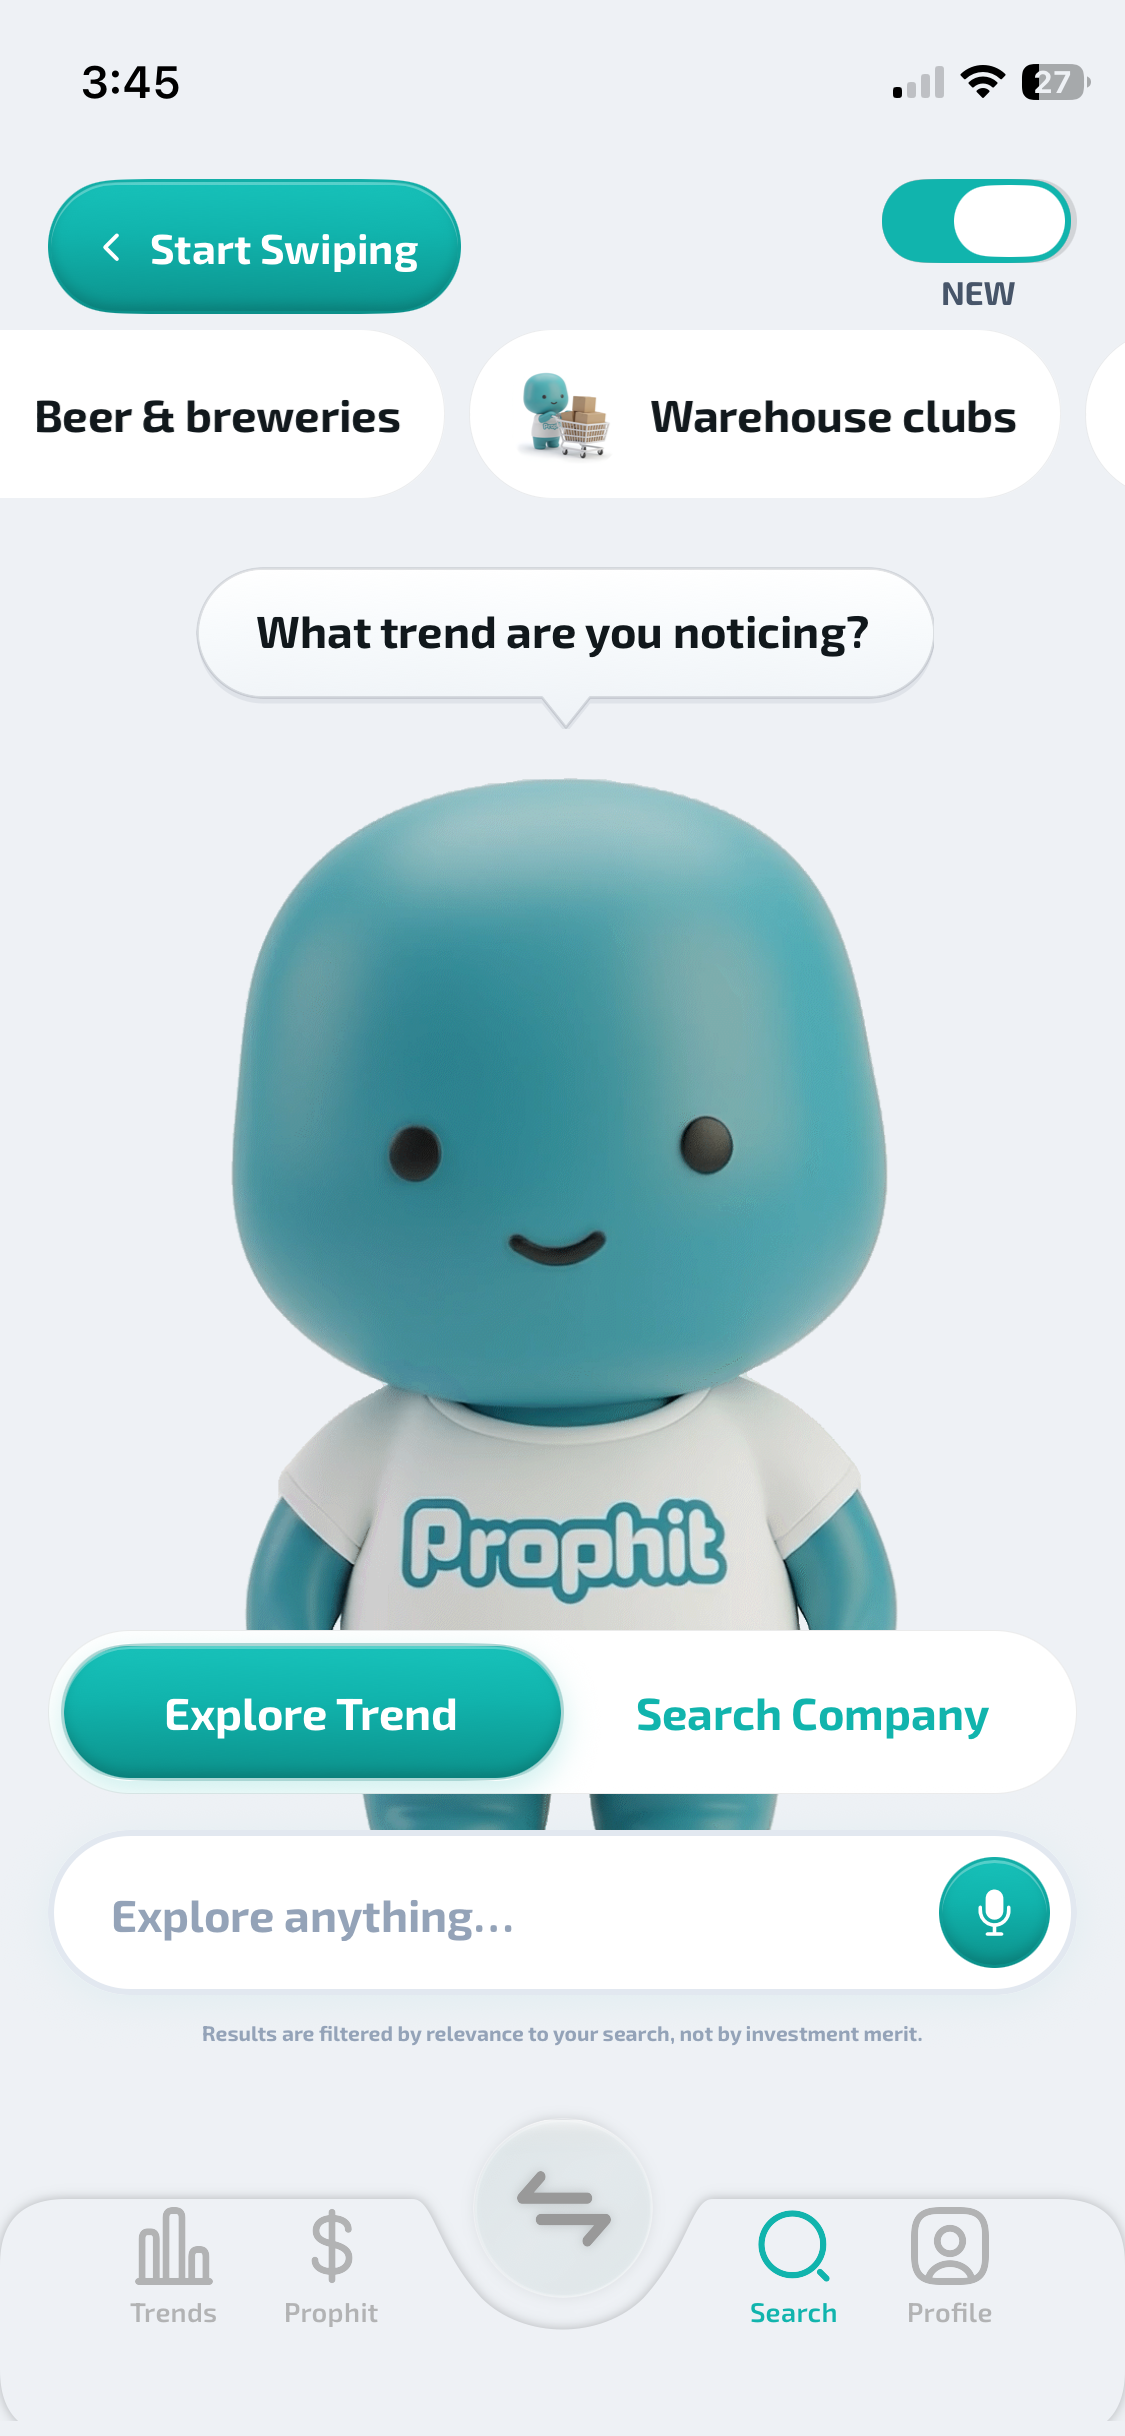 3:45
27
Start Swiping
NEW
Beer & breweries
Warehouse clubs
What trend are you noticing?
Prophit
Explore Trend
Search Company
Explore anything...
Results are filtered by relevance to your search, not by investment merit.
Trends
Prophit
Search
Profile